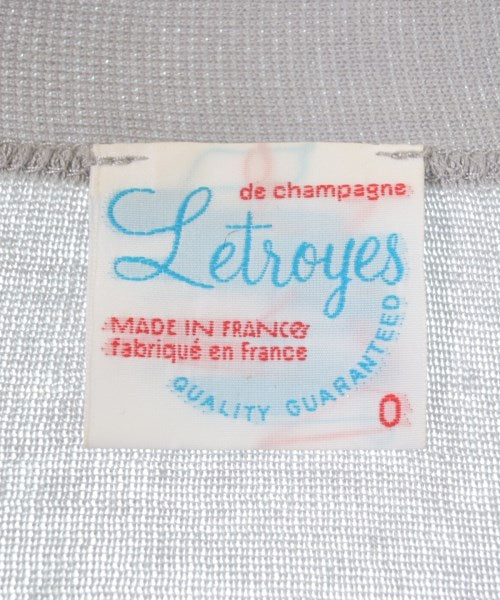 de champagne
Létroyes
MADE IN FRANCE
fabriqué en France
QUALITY GUARANTEED
0